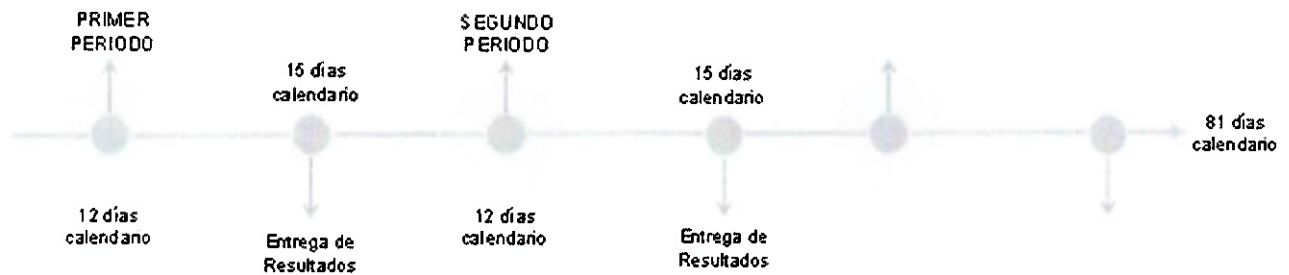 PRIMER
PERIODO
15 días
calendario
12 días
calendario
Entrega de
Resultados
SEGUNDO
PERIODO
15 días
calendario
12 días
calendario
Entrega de
Resultados
81 días
calendario